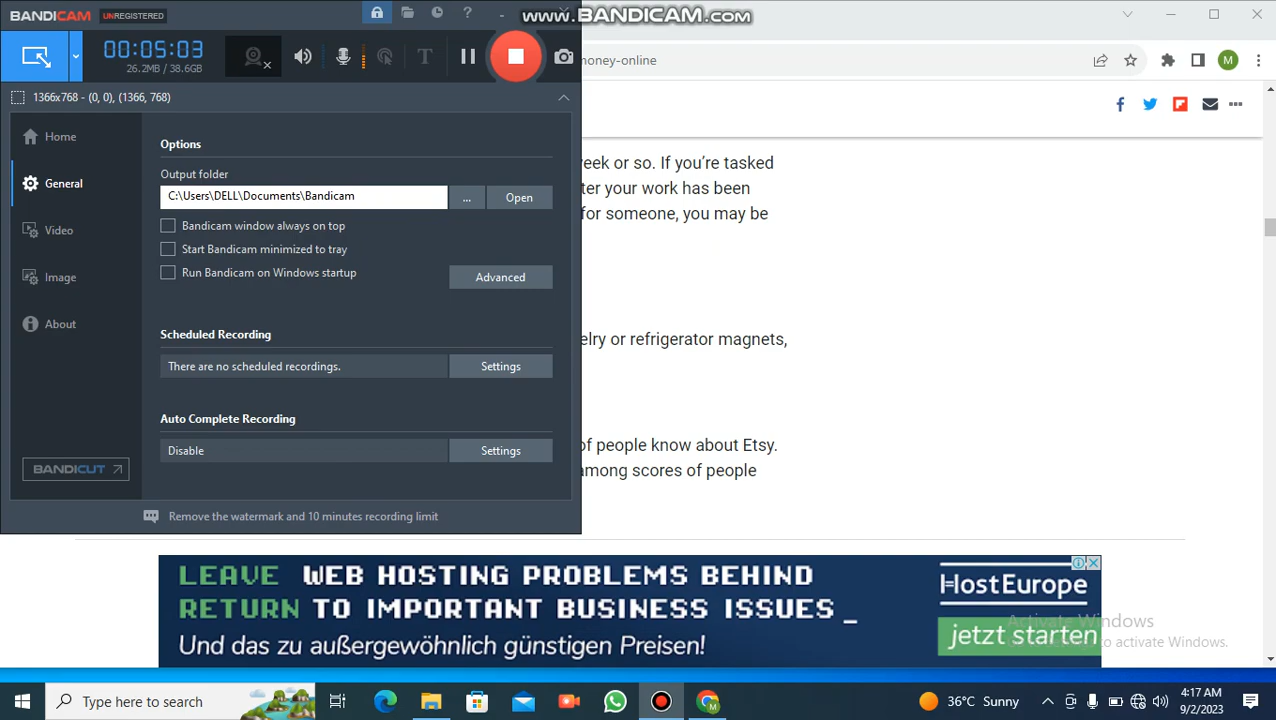 BANDICAM UNREGISTERED
www.BANDICAM.com
00:05:03
26.2MB / 38.6GB
T
M
noney-online
1366x768 - (0, 0), (1366, 768)
Home
General
Video
Image
About
BANDICUT
Options
Output folder
C:\Users\DELL\Documents\Bandicam
...
Open
Bandicam window always on top
Start Bandicam minimized to tray
Run Bandicam on Windows startup
Advanced
Scheduled Recording
There are no scheduled recordings.
Settings
Auto Complete Recording
Disable
Settings
Remove the watermark and 10 minutes recording limit
week or so. If you’re tasked
ter your work has been
for someone, you may be
elry or refrigerator magnets,
of people know about Etsy.
among scores of people
LEAVE WEB HOSTING PROBLEMS BEHIND
RETURN TO IMPORTANT BUSINESS ISSUES _
Und das zu außergewöhnlich günstigen Preisen!
HostEurope
jetzt starten
Activate Windows
to activate Windows.
Type here to search
36°C Sunny
4:17 AM
9/2/2023